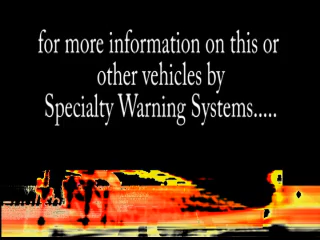 for more information on this or
other vehicles by
Specialty Warning Systems.....